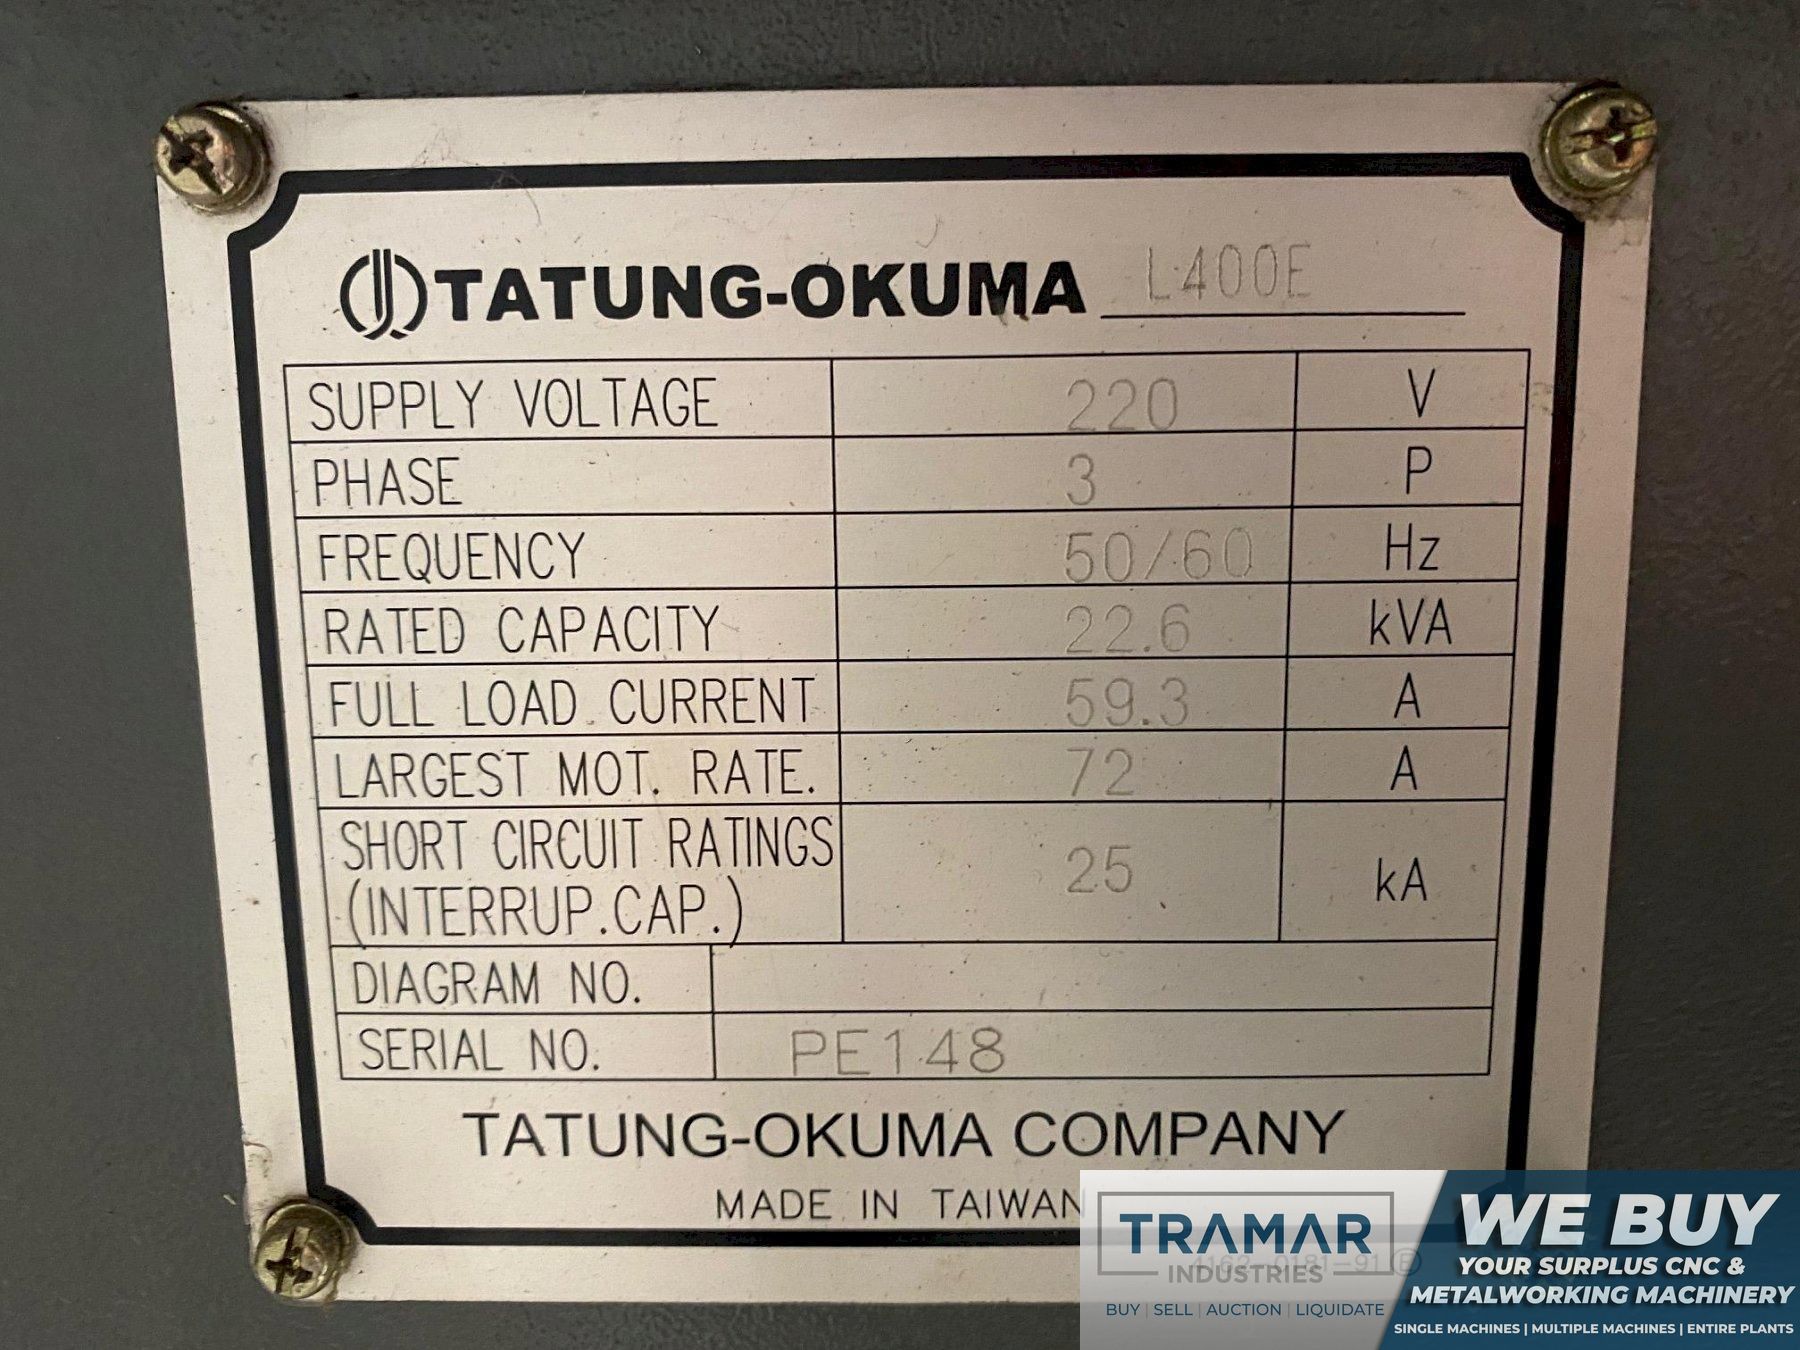 TATUNG-OKUMA L400E
SUPPLY VOLTAGE 220 V
PHASE 3 P
FREQUENCY 50/60 Hz
RATED CAPACITY 22.6 kVA
FULL LOAD CURRENT 59.3 A
LARGEST MOT. RATE. 72 A
SHORT CIRCUIT RATINGS
(INTERRUP.CAP.) 25 kA
DIAGRAM NO.
SERIAL NO. PE148
TATUNG-OKUMA COMPANY
MADE IN TAIWAN
4162-0181-91 B
TRAMAR
INDUSTRIES
BUY | SELL | AUCTION | LIQUIDATE
WE BUY
YOUR SURPLUS CNC &
METALWORKING MACHINERY
SINGLE MACHINES | MULTIPLE MACHINES | ENTIRE PLANTS